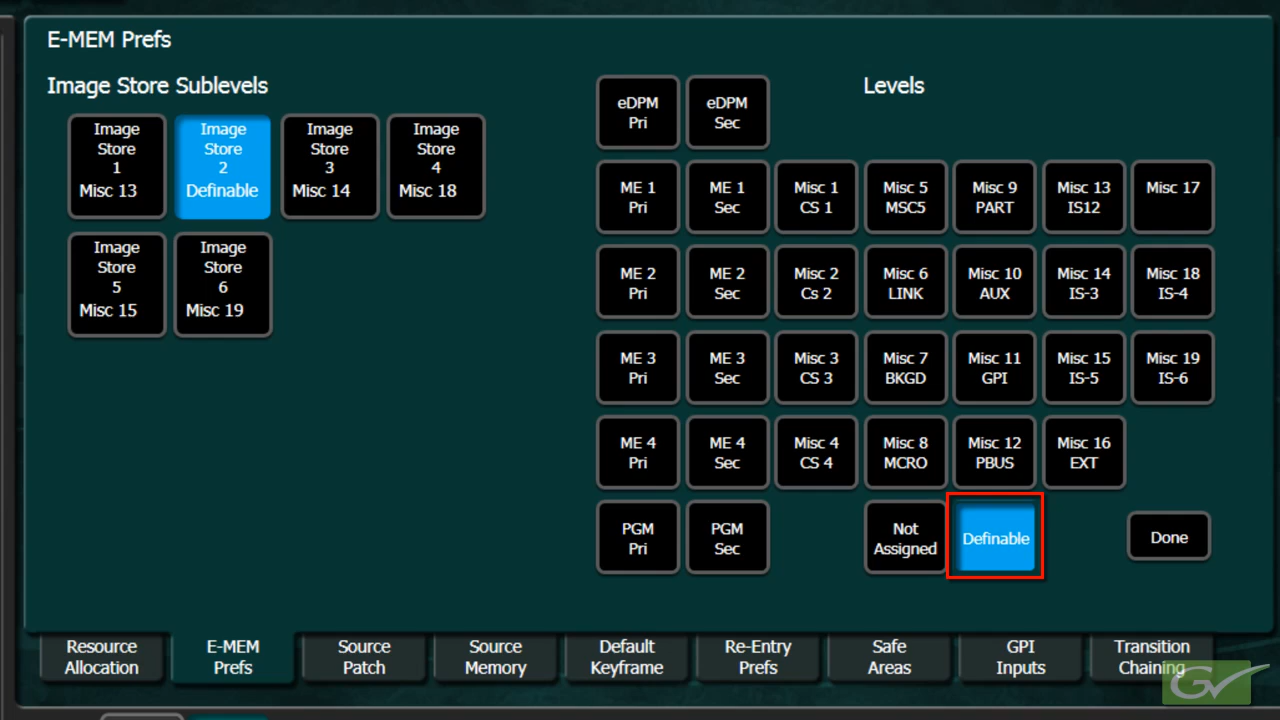 E-MEM Prefs
Image Store Sublevels
Image
Store
1
Misc 13
Image
Store
2
Definable
Image
Store
3
Misc 14
Image
Store
4
Misc 18
Image
Store
5
Misc 15
Image
Store
6
Misc 19
Levels
eDPM
Pri
eDPM
Sec
ME 1
Pri
ME 1
Sec
Misc 1
CS 1
Misc 5
MSC5
Misc 9
PART
Misc 13
IS12
Misc 17
ME 2
Pri
ME 2
Sec
Misc 2
Cs 2
Misc 6
LINK
Misc 10
AUX
Misc 14
IS-3
Misc 18
IS-4
ME 3
Pri
ME 3
Sec
Misc 3
CS 3
Misc 7
BKGD
Misc 11
GPI
Misc 15
IS-5
Misc 19
IS-6
ME 4
Pri
ME 4
Sec
Misc 4
CS 4
Misc 8
MCRO
Misc 12
PBUS
Misc 16
EXT
PGM
Pri
PGM
Sec
Not
Assigned
Definable
Done
Resource
Allocation
E-MEM
Prefs
Source
Patch
Source
Memory
Default
Keyframe
Re-Entry
Prefs
Safe
Areas
GPI
Inputs
Transition
Chaining
GV